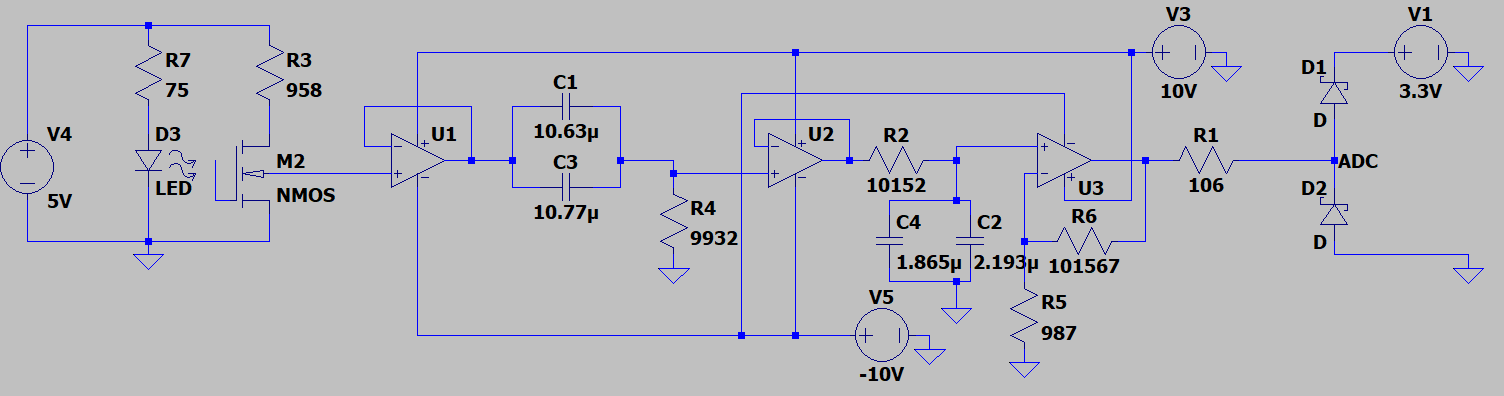 V4
5V
R7
75
D3
LED
R3
958
M2
NMOS
U1
C1
10.63µ
C3
10.77µ
R4
9932
U2
R2
10152
C4
1.865µ
C2
2.193µ
V5
-10V
U3
R6
101567
R5
987
V3
10V
R1
106
D1
D
ADC
D2
D
V1
3.3V